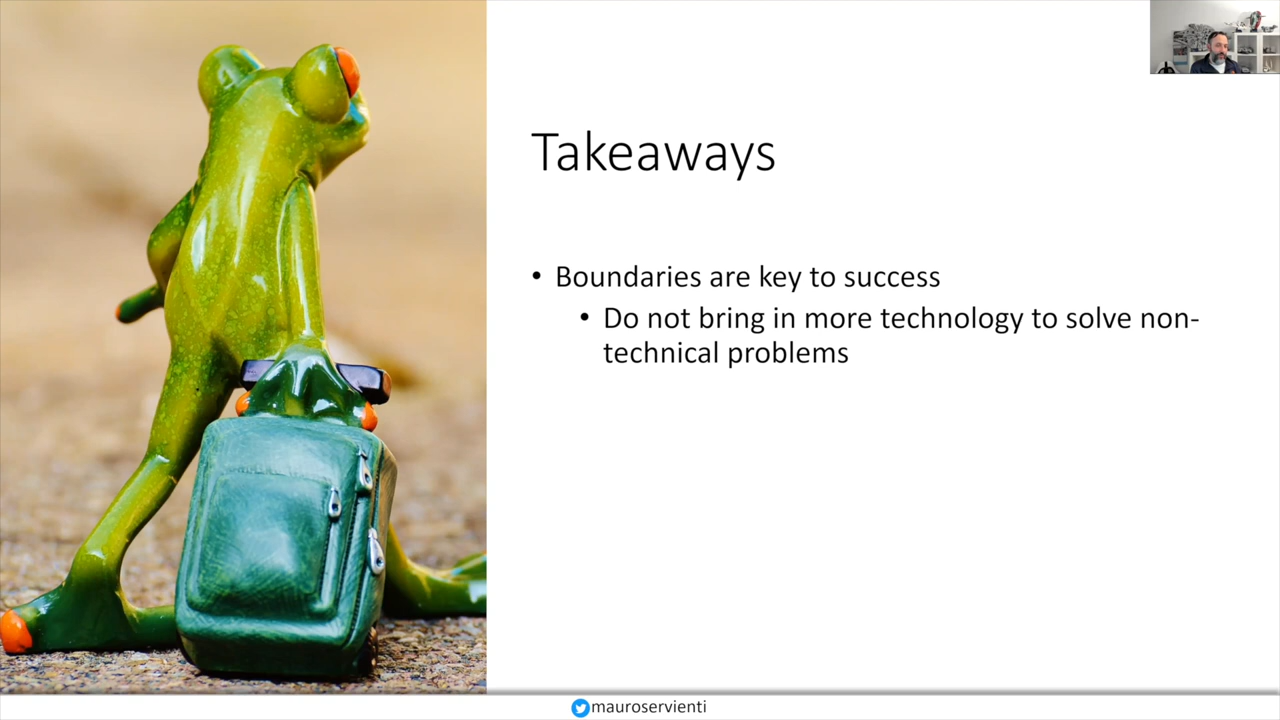 Takeaways
• Boundaries are key to success
• Do not bring in more technology to solve non-
technical problems
mauroservienti